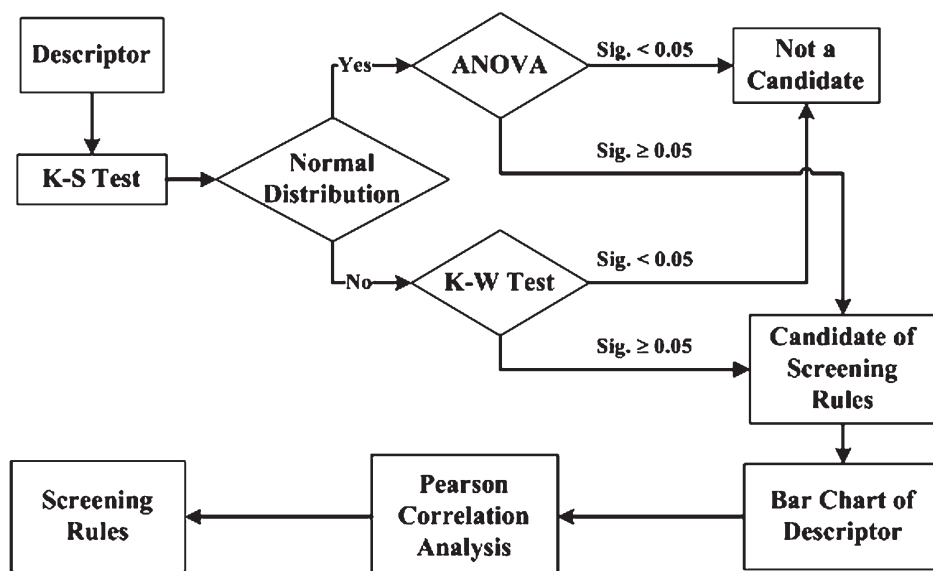 Descriptor
K-S Test
Normal
Distribution
Yes
ANOVA
Sig. < 0.05
Not a
Candidate
Sig. ≥ 0.05
No
K-W Test
Sig. < 0.05
Sig. ≥ 0.05
Candidate of
Screening
Rules
Bar Chart of
Descriptor
Pearson
Correlation
Analysis
Screening
Rules